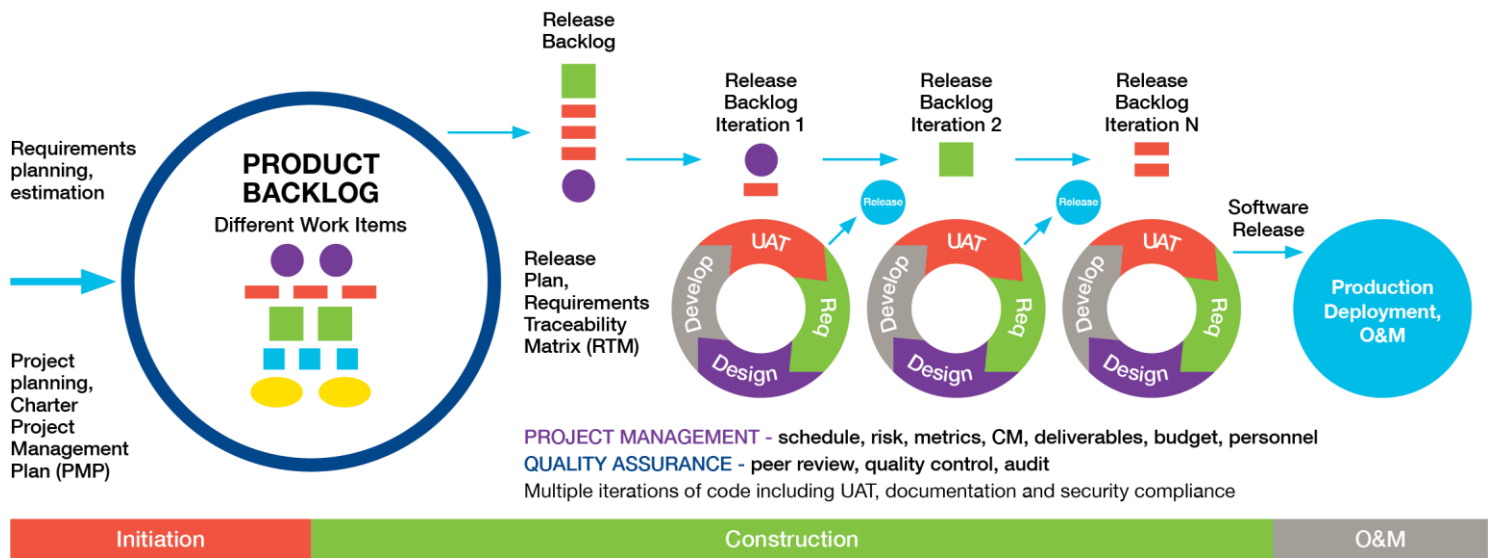 Requirements
planning,
estimation
Project
planning,
Charter
Project
Management
Plan (PMP)
PRODUCT
BACKLOG
Different Work Items
Release
Backlog
Release
Plan,
Requirements
Traceability
Matrix (RTM)
Release
Backlog
Iteration 1
UAT
Req
Design
Develop
Release
Release
Backlog
Iteration 2
UAT
Req
Design
Develop
Release
Release
Backlog
Iteration N
UAT
Req
Design
Develop
Software
Release
Production
Deployment,
O&M
PROJECT MANAGEMENT - schedule, risk, metrics, CM, deliverables, budget, personnel
QUALITY ASSURANCE - peer review, quality control, audit
Multiple iterations of code including UAT, documentation and security compliance
Initiation
Construction
O&M